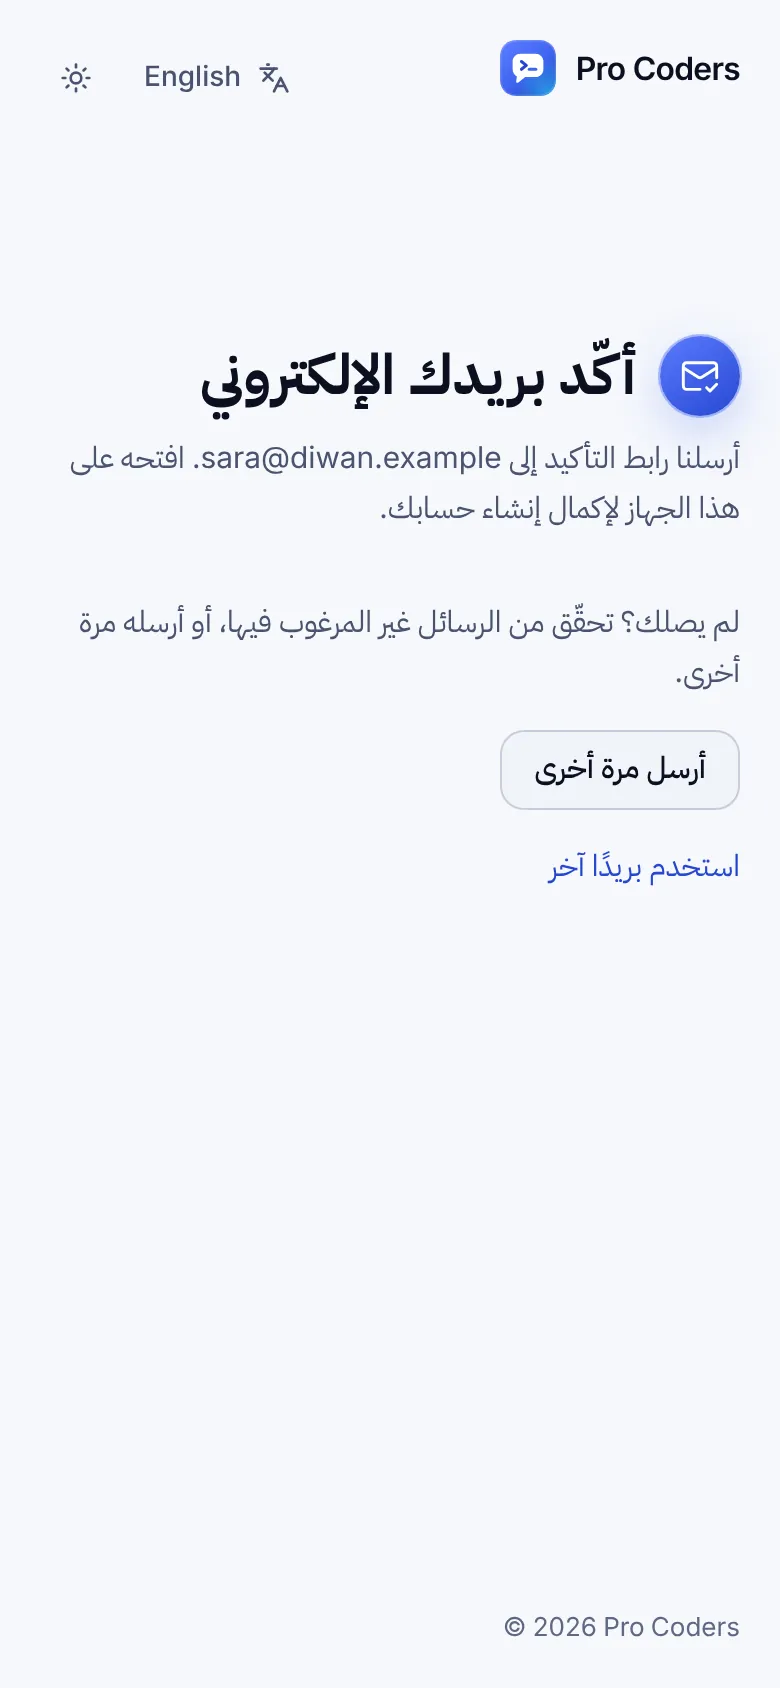 Pro Coders
English
أكّد بريدك الإلكتروني
أرسلنا رابط التأكيد إلى sara@diwan.example. افتحه على
هذا الجهاز لإكمال إنشاء حسابك.
لم يصلك؟ تحقّق من الرسائل غير المرغوب فيها، أو أرسله مرة
أخرى.
أرسل مرة أخرى
استخدم بريدًا آخر
© 2026 Pro Coders